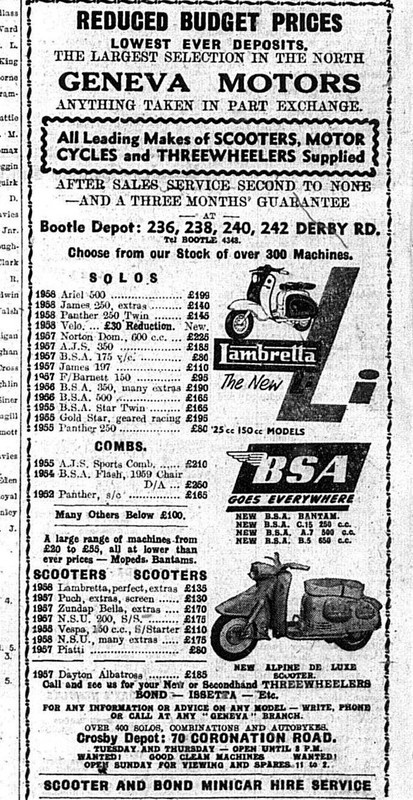 REDUCED BUDGET PRICES
LOWEST EVER DEPOSITS.
THE LARGEST SELECTION IN THE NORTH
GENEVA MOTORS
ANYTHING TAKEN IN PART EXCHANGE.
All Leading Makes of SCOOTERS, MOTOR
CYCLES and THREEWHEELERS Supplied
AFTER SALES SERVICE SECOND TO NONE
—AND A THREE MONTHS' GUARANTEE
— AT —
Bootle Depot: 236, 238, 240, 242 DERBY RD.
Tel BOOTLE 4348.
Choose from our Stock of over 300 Machines.
SOLOS
1958 Ariel 500 £199
1958 James 250, extras £140
1958 Panther 250 Twin £145
1958 Velo. ... £30 Reduction. New.
1957 Norton Dom., 600 c.c. £225
1957 A.J.S. 350 £185
1957 B.S.A. 175 c.c. £80
1957 James 197 £110
1957 F/Barnett 150 £95
1956 B.S.A. 350, many extras £190
1956 B.S.A. 500 £165
1955 B.S.A. Star Twin £165
1955 Gold Star, geared racing £195
1955 Panther 250 £80
Lambretta
The New Li
125 cc 150 cc MODELS
COMBS.
1955 A.J.S. Sports Comb. £210
1954 B.S.A. Flash, 1959 Chair
D/A £250
1952 Panther, s/c £165
Many Others Below £100.
A large range of machines from
£20 to £55, all at lower than
ever prices — Mopeds, Bantams.
BSA
GOES EVERYWHERE
NEW B.S.A. BANTAM.
NEW B.S.A. C.15 250 c.c.
NEW B.S.A. A.7 500 c.c.
NEW B.S.A. B.5 650 c.c.
SCOOTERS SCOOTERS
1958 Lambretta, perfect, extras £135
1957 Puch, extras, screen £130
1957 Zundap Bella, extras £170
1957 N.S.U. 200, S/S. £175
1955 Vespa, 150 c.c., S/Starter £110
1956 N.S.U., many extras £175
1957 Piatti £80
1957 Dayton Albatross £185
NEW ALPINE DE LUXE
SCOOTER.
Call and see us for your New or Secondhand THREEWHEELERS
BOND — ISSETTA — Etc.
FOR ANY INFORMATION OR ADVICE ON ANY MODEL — WRITE, PHONE
OR CALL AT ANY "GENEVA" BRANCH.
OVER 400 SOLOS, COMBINATIONS AND AUTOBYKES.
Crosby Depot: 70 CORONATION ROAD.
TUESDAY AND THURSDAY — OPEN UNTIL 8 P.M.
WANTED! GOOD CLEAN MACHINES WANTED!
OPEN SUNDAY FOR VIEWING AND SPARES 11 to 2.
SCOOTER AND BOND MINICAR HIRE SERVICE